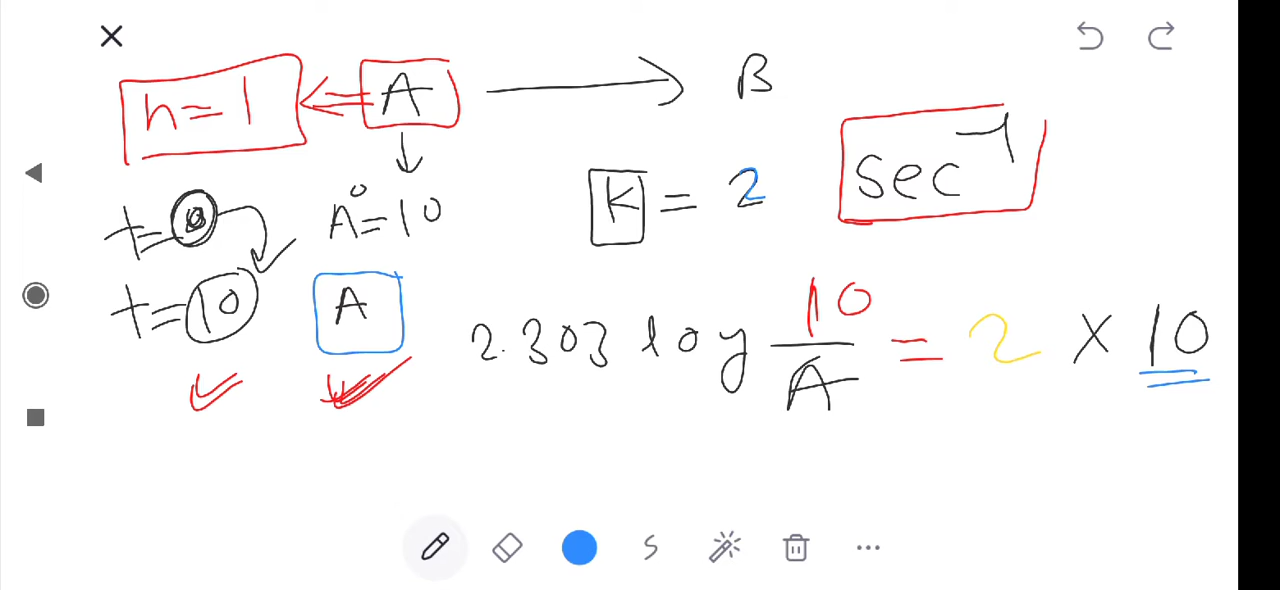 n=1 ⇐ A → B
K = 2 sec⁻¹
t=0 A°=10
t=10 A
2.303 log 10/A = 2 × 10